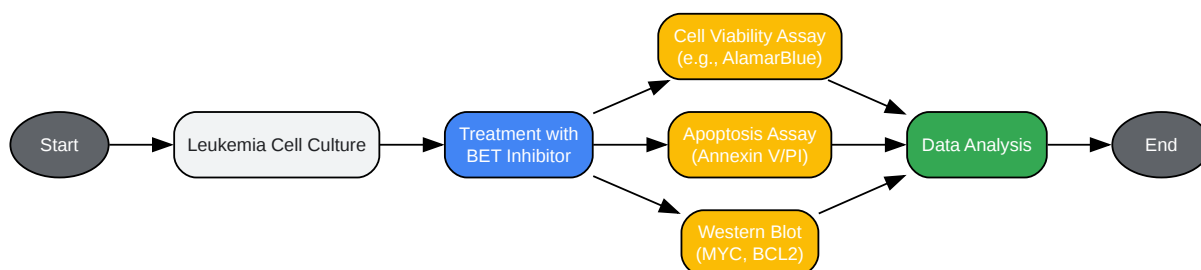 Start
Leukemia Cell Culture
Treatment with
BET Inhibitor
Cell Viability Assay
(e.g., AlamarBlue)
Apoptosis Assay
(Annexin V/PI)
Western Blot
(MYC, BCL2)
Data Analysis
End